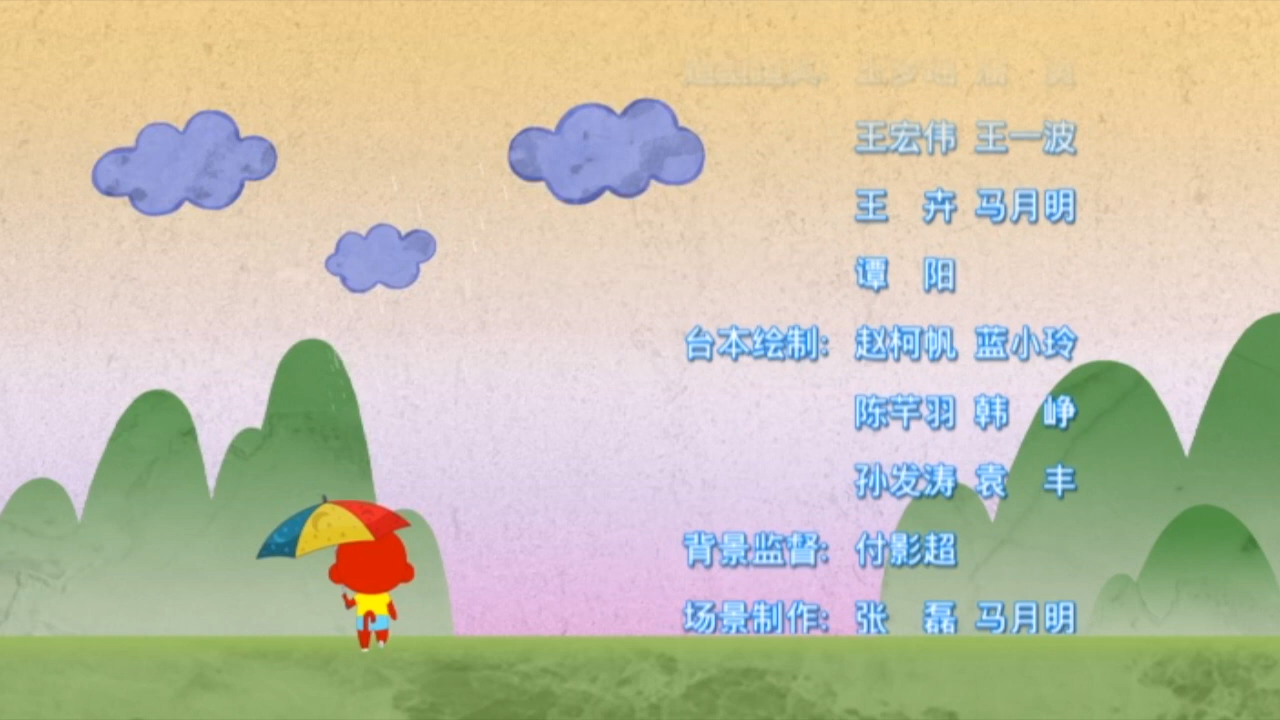 王宏伟 王一波
王 卉 马月明
谭 阳
台本绘制: 赵柯帆 蓝小玲
陈芊羽 韩 峥
孙发涛 袁 丰
背景监督: 付影超
场景制作: 张 磊 马月明